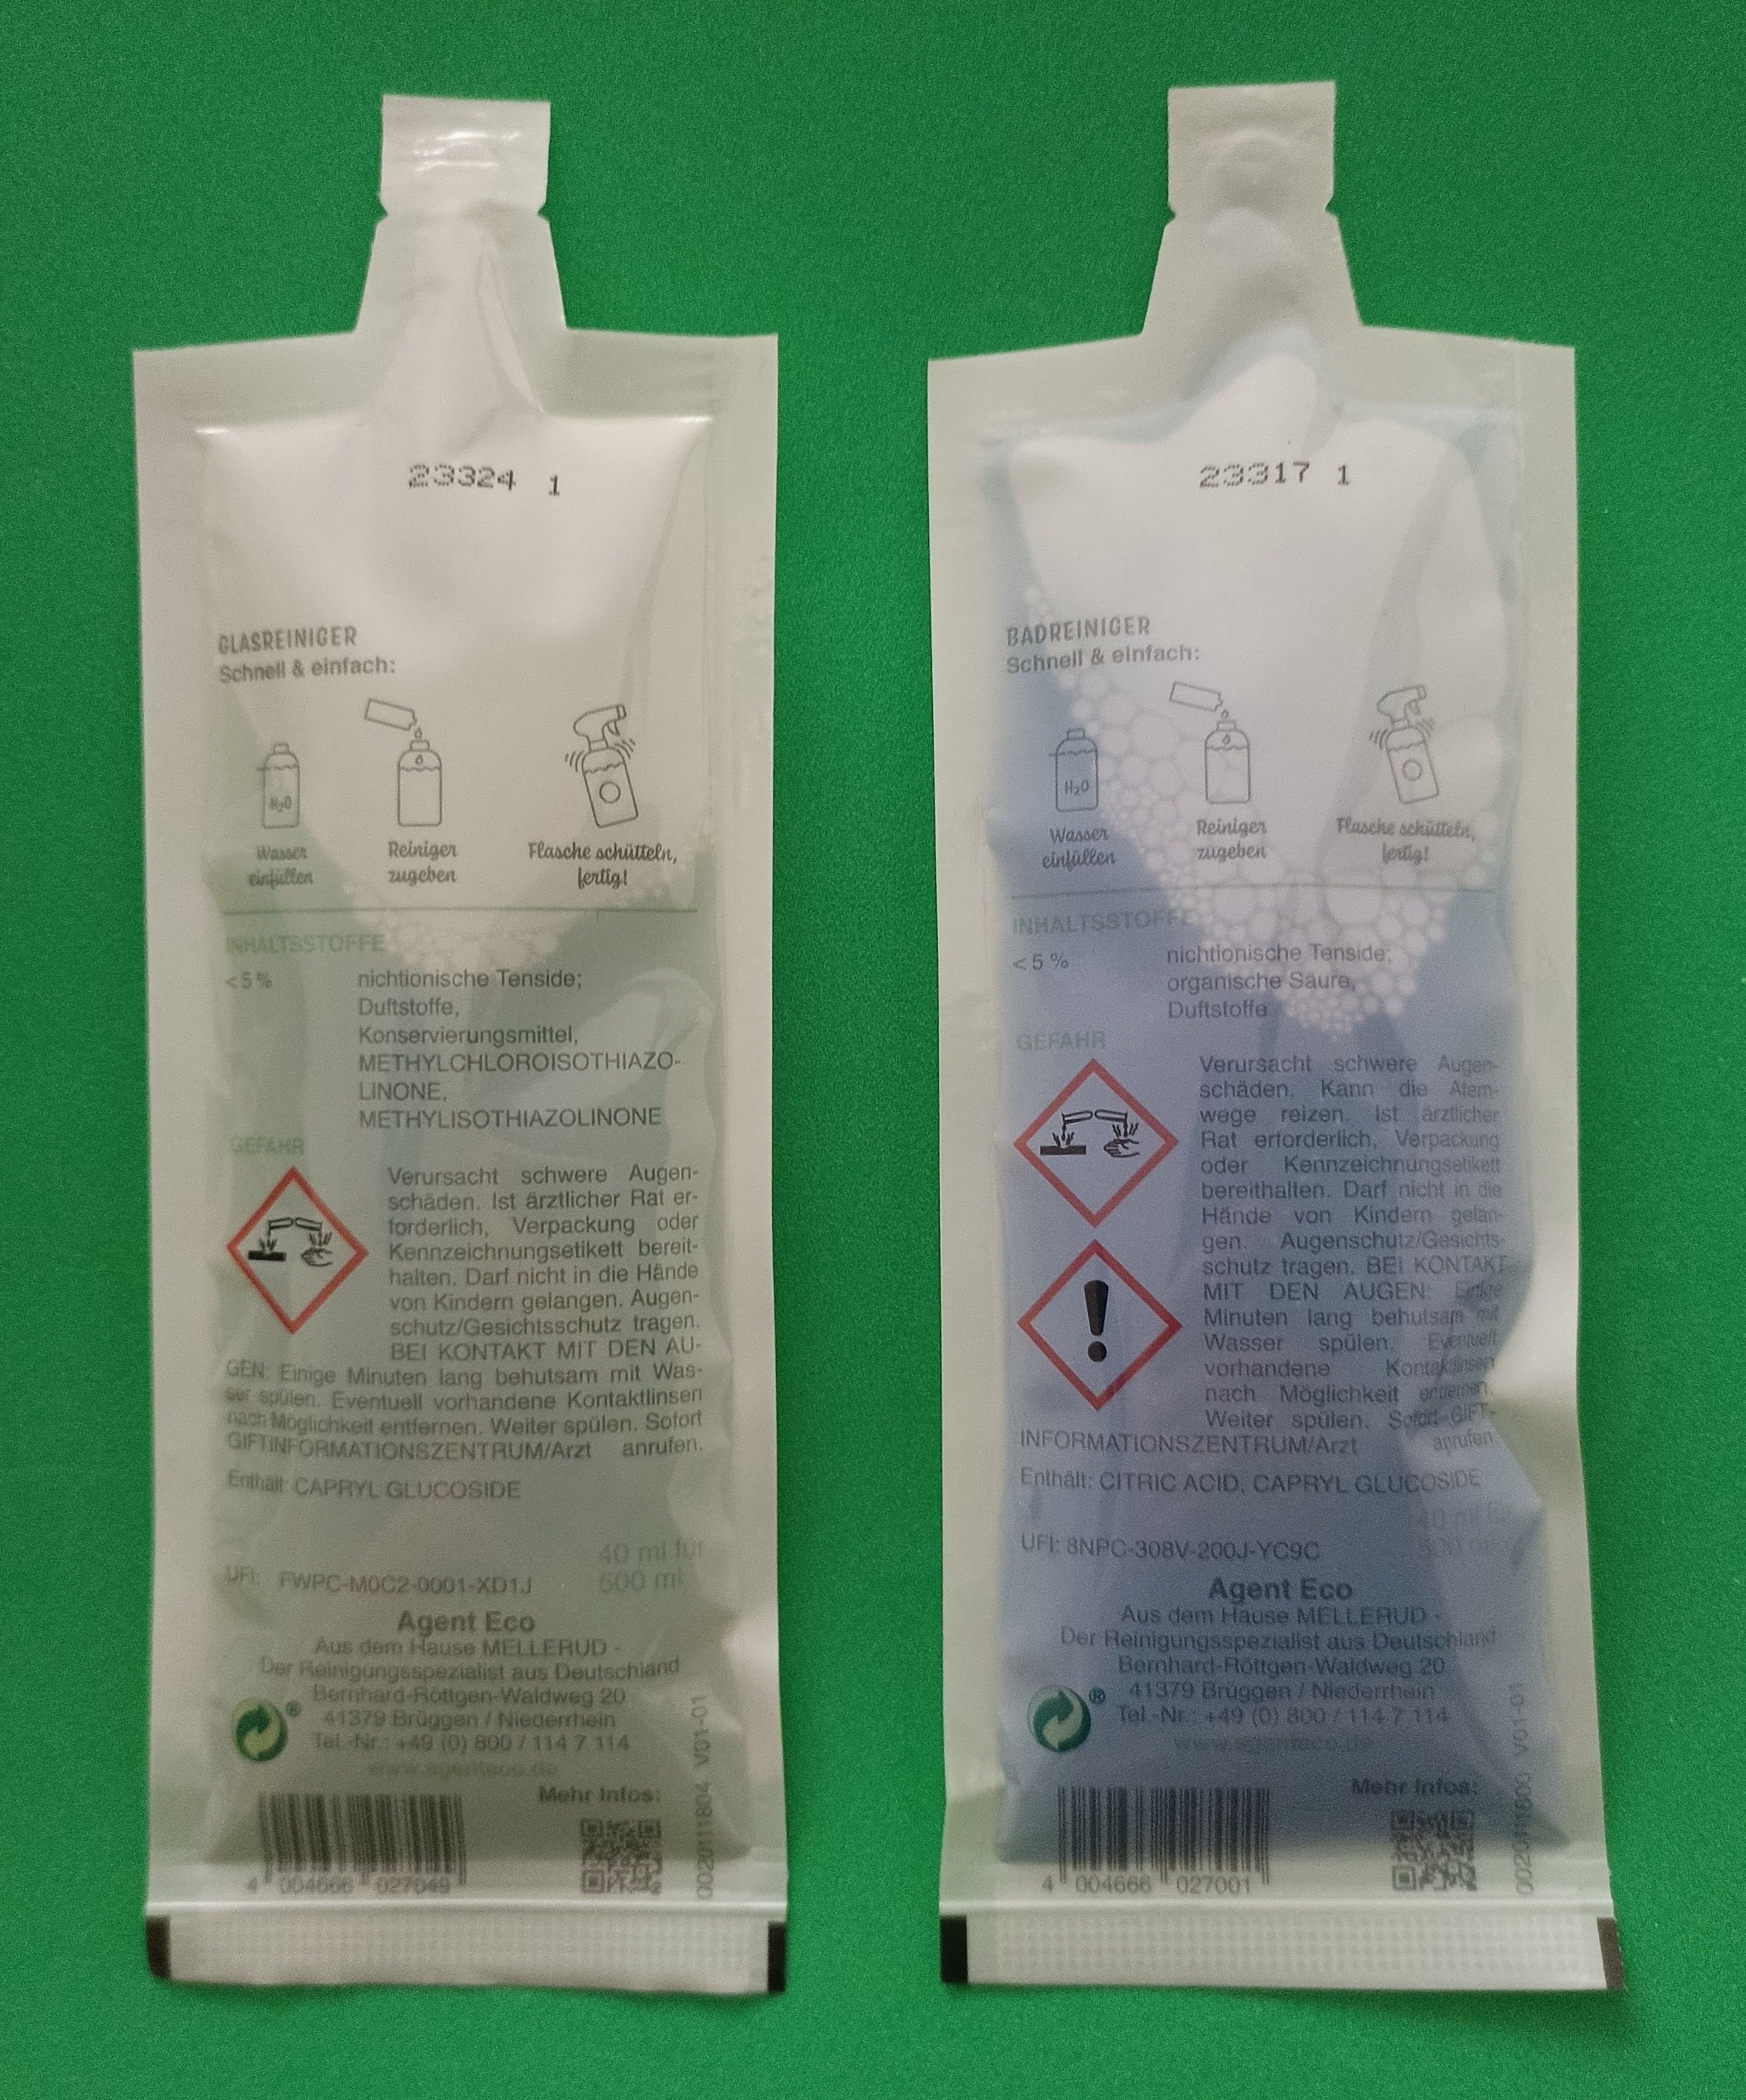 23324 1
GLASREINIGER
Schnell & einfach:
H₂O
Wasser
einfüllen
Reiniger
zugeben
Flasche schütteln,
fertig!
INHALTSSTOFFE
<5 %
nichtionische Tenside;
Duftstoffe,
Konservierungsmittel,
METHYLCHLOROISOTHIAZO-
LINONE,
METHYLISOTHIAZOLINONE
GEFAHR
Verursacht schwere Augen-
schäden. Ist ärztlicher Rat er-
forderlich, Verpackung oder
Kennzeichnungsetikett bereit-
halten. Darf nicht in die Hände
von Kindern gelangen. Augen-
schutz/Gesichtsschutz tragen.
BEI KONTAKT MIT DEN AU-
GEN: Einige Minuten lang behutsam mit Was-
ser spülen. Eventuell vorhandene Kontaktlinsen
nach Möglichkeit entfernen. Weiter spülen. Sofort
GIFTINFORMATIONSZENTRUM/Arzt anrufen.
Enthält: CAPRYL GLUCOSIDE
40 ml für
500 ml
UFI: FWPC-M0C2-0001-XD1J
Agent Eco
Aus dem Hause MELLERUD -
Der Reinigungsspezialist aus Deutschland
Bernhard-Röttgen-Waldweg 20
41379 Brüggen / Niederrhein
Tel.-Nr.: +49 (0) 800 / 114 7 114
www.agenteco.de
®
Mehr Infos:
4 004666 027049
0020111804 V01-01
23317 1
BADREINIGER
Schnell & einfach:
H₂O
Wasser
einfüllen
Reiniger
zugeben
Flasche schütteln,
fertig!
INHALTSSTOFFE
<5 %
nichtionische Tenside;
organische Säure,
Duftstoffe
GEFAHR
Verursacht schwere Augen-
schäden. Kann die Atem-
wege reizen. Ist ärztlicher
Rat erforderlich, Verpackung
oder Kennzeichnungsetikett
bereithalten. Darf nicht in die
Hände von Kindern gelan-
gen. Augenschutz/Gesichts-
schutz tragen. BEI KONTAKT
MIT DEN AUGEN: Einige
Minuten lang behutsam mit
Wasser spülen. Eventuell
vorhandene Kontaktlinsen
nach Möglichkeit entfernen.
Weiter spülen. Sofort GIFT-
INFORMATIONSZENTRUM/Arzt anrufen.
Enthält: CITRIC ACID, CAPRYL GLUCOSIDE
40 ml für
500 ml
UFI: 8NPC-308V-200J-YC9C
Agent Eco
Aus dem Hause MELLERUD -
Der Reinigungsspezialist aus Deutschland
Bernhard-Röttgen-Waldweg 20
41379 Brüggen / Niederrhein
Tel.-Nr.: +49 (0) 800 / 114 7 114
www.agenteco.de
®
Mehr Infos:
4 004666 027001
V01-01